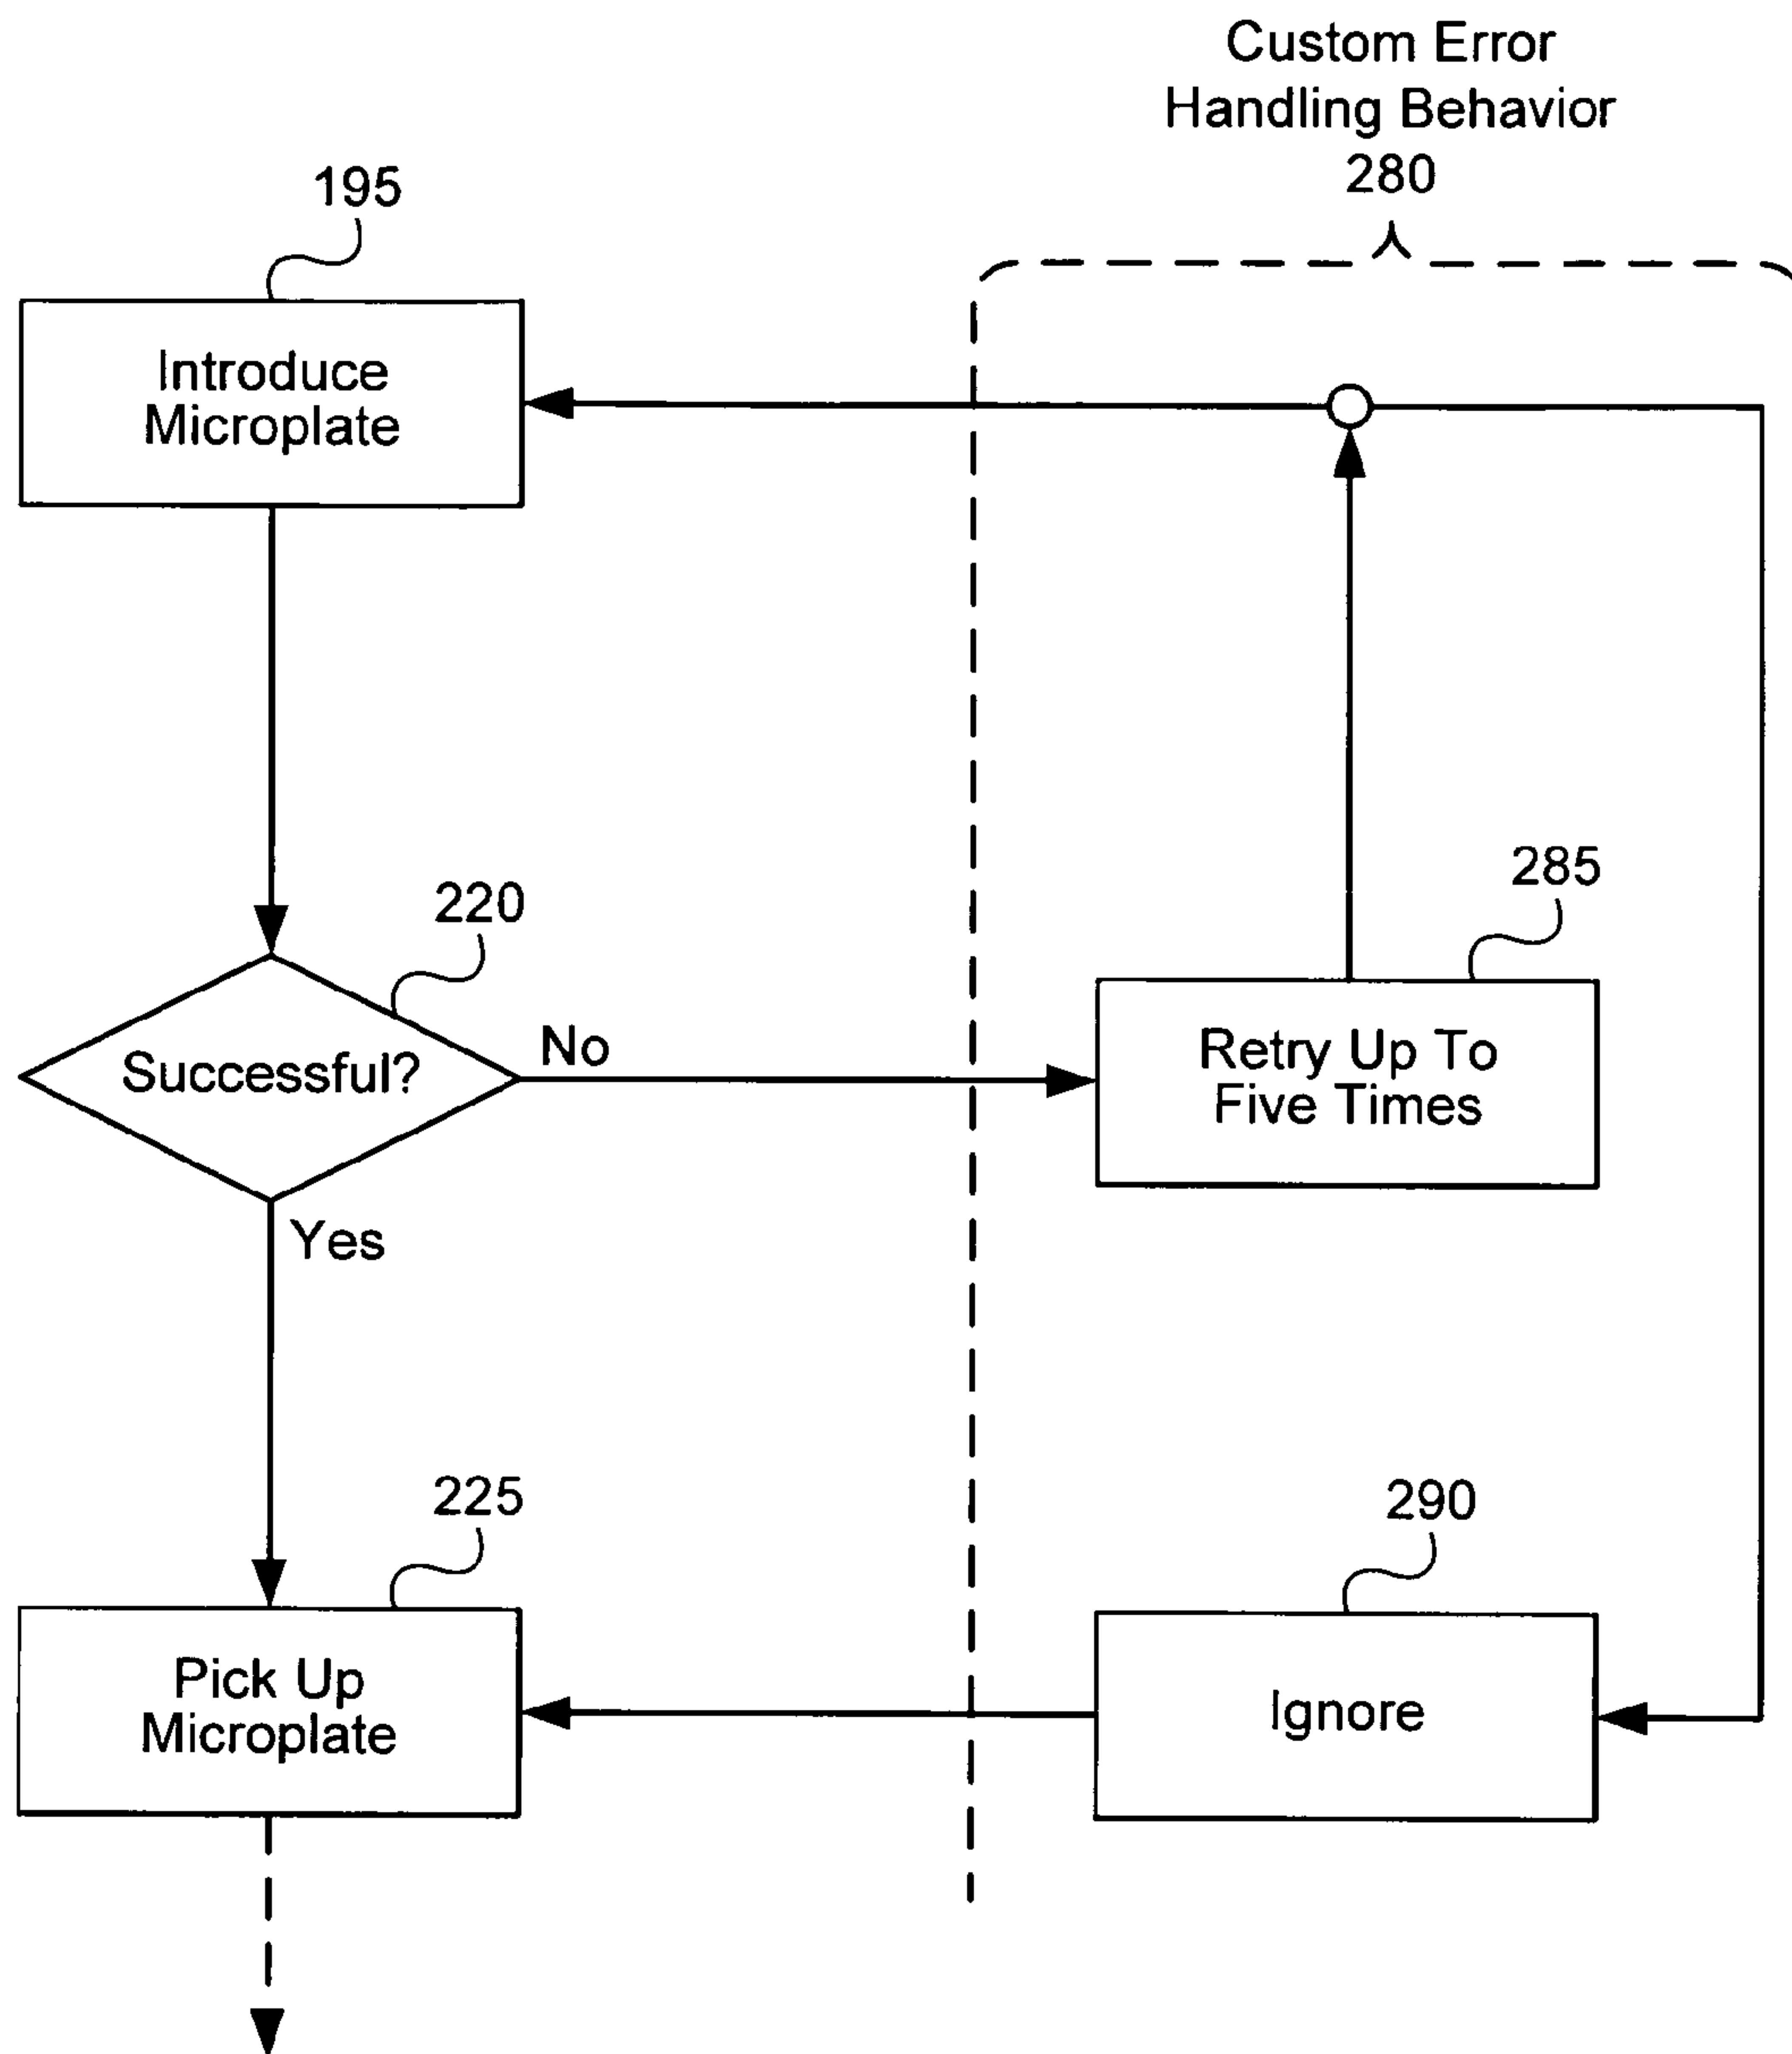 Custom Error
Handling Behavior
280
195
Introduce
Microplate
220
285
Successful?
No
Retry Up To
Five Times
Yes
225
290
Pick Up
Microplate
Ignore